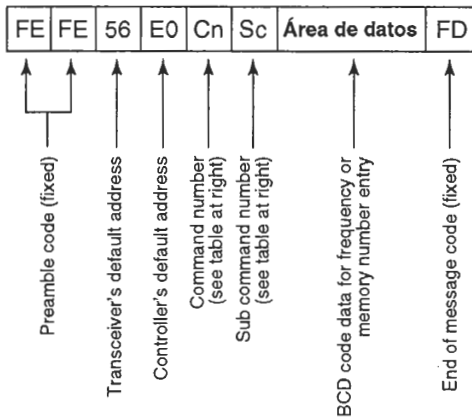 FE FE 56 E0 Cn Sc Área de datos FD
Preamble code (fixed)
Transceiver's default address
Controller's default address
Command number
(see table at right)
Sub command number
(see table at right)
BCD code data for frequency or
memory number entry
End of message code (fixed)